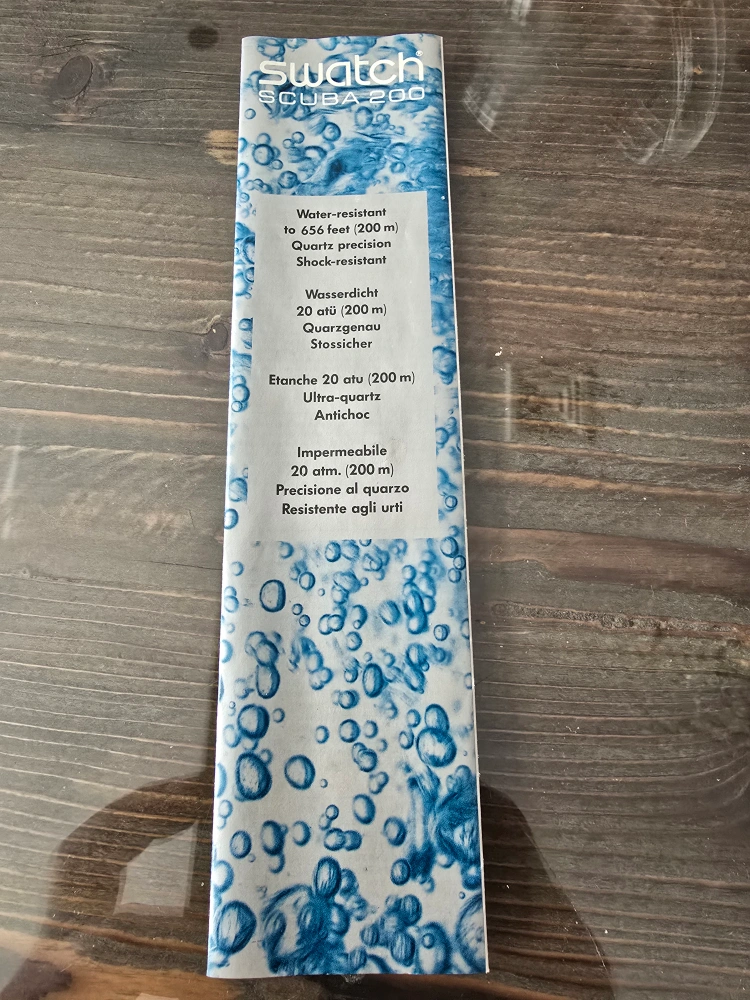 swatch®
SCUBA 200
Water-resistant
to 656 feet (200 m)
Quartz precision
Shock-resistant
Wasserdicht
20 atü (200 m)
Quarzgenau
Stossicher
Etanche 20 atu (200 m)
Ultra-quartz
Antichoc
Impermeabile
20 atm. (200 m)
Precisione al quarzo
Resistente agli urti